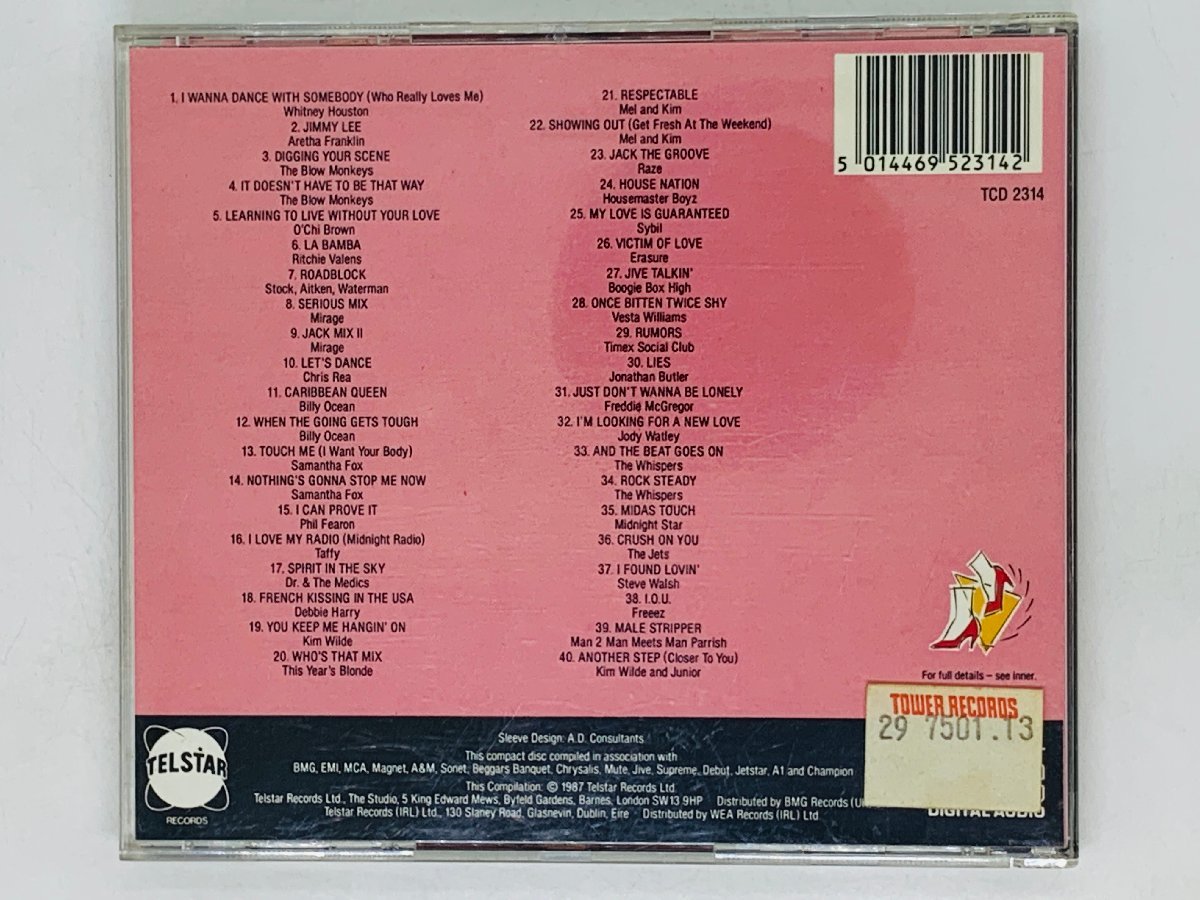 1. I WANNA DANCE WITH SOMEBODY (Who Really Loves Me)
Whitney Houston
2. JIMMY LEE
Aretha Franklin
3. DIGGING YOUR SCENE
The Blow Monkeys
4. IT DOESN'T HAVE TO BE THAT WAY
The Blow Monkeys
5. LEARNING TO LIVE WITHOUT YOUR LOVE
O'Chi Brown
6. LA BAMBA
Ritchie Valens
7. ROADBLOCK
Stock, Aitken, Waterman
8. SERIOUS MIX
Mirage
9. JACK MIX II
Mirage
10. LET'S DANCE
Chris Rea
11. CARIBBEAN QUEEN
Billy Ocean
12. WHEN THE GOING GETS TOUGH
Billy Ocean
13. TOUCH ME (I Want Your Body)
Samantha Fox
14. NOTHING'S GONNA STOP ME NOW
Samantha Fox
15. I CAN PROVE IT
Phil Fearon
16. I LOVE MY RADIO (Midnight Radio)
Taffy
17. SPIRIT IN THE SKY
Dr. & The Medics
18. FRENCH KISSING IN THE USA
Debbie Harry
19. YOU KEEP ME HANGIN' ON
Kim Wilde
20. WHO'S THAT MIX
This Year's Blonde
21. RESPECTABLE
Mel and Kim
22. SHOWING OUT (Get Fresh At The Weekend)
Mel and Kim
23. JACK THE GROOVE
Raze
24. HOUSE NATION
Housemaster Boyz
25. MY LOVE IS GUARANTEED
Sybil
26. VICTIM OF LOVE
Erasure
27. JIVE TALKIN'
Boogie Box High
28. ONCE BITTEN TWICE SHY
Vesta Williams
29. RUMORS
Timex Social Club
30. LIES
Jonathan Butler
31. JUST DON'T WANNA BE LONELY
Freddie McGregor
32. I'M LOOKING FOR A NEW LOVE
Jody Watley
33. AND THE BEAT GOES ON
The Whispers
34. ROCK STEADY
The Whispers
35. MIDAS TOUCH
Midnight Star
36. CRUSH ON YOU
The Jets
37. I FOUND LOVIN'
Steve Walsh
38. I.O.U.
Freeez
39. MALE STRIPPER
Man 2 Man Meets Man Parrish
40. ANOTHER STEP (Closer To You)
Kim Wilde and Junior
5 014469 523142
TCD 2314
For full details – see inner.
TOWER RECORDS
29 7501.13
DIGITAL AUDIO
TELSTAR
RECORDS
Sleeve Design: A.D. Consultants
This compact disc compiled in association with
BMG, EMI, MCA, Magnet, A&M, Sonet, Beggars Banquet, Chrysalis, Mute, Jive, Supreme, Debut, Jetstar, A1 and Champion
This Compilation: © 1987 Telstar Records Ltd
Telstar Records Ltd., The Studio, 5 King Edward Mews, Byfeld Gardens, Barnes, London SW13 9HP Distributed by BMG Records (U
Telstar Records (IRL) Ltd., 130 Slaney Road, Glasnevin, Dublin, Eire Distributed by WEA Records (IRL) Ltd